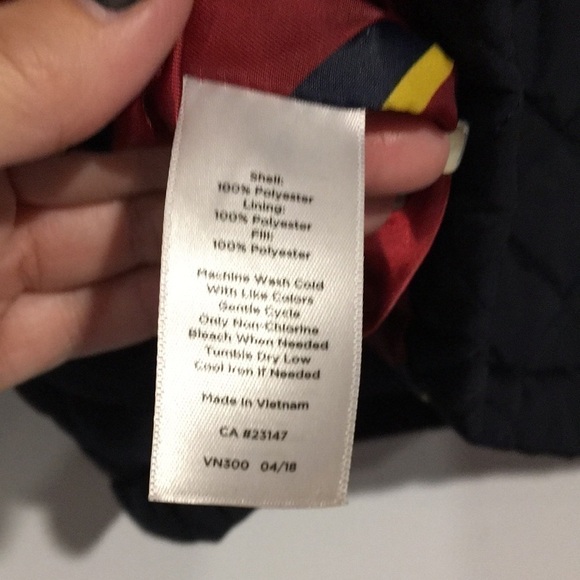 Shell:
100% Polyester
Lining:
100% Polyester
Fill:
100% Polyester
Machine Wash Cold
With Like Colors
Gentle Cycle
Only Non-Chlorine
Bleach When Needed
Tumble Dry Low
Cool Iron If Needed
Made in Vietnam
CA #23147
VN300 04/18